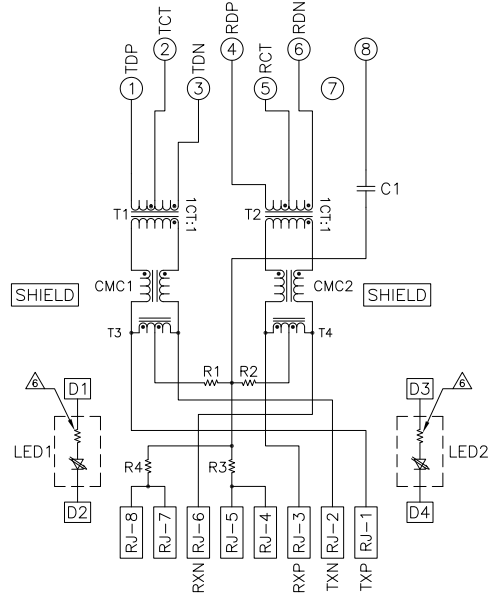 TDP
TCT
TDN
RDP
RCT
RDN
1
2
3
4
5
6
7
8
T1
1CT:1
T2
1CT:1
C1
CMC1
CMC2
SHIELD
SHIELD
T3
T4
R1
R2
6
D1
D3
6
LED1
LED2
R4
R3
D2
D4
RJ-8
RJ-7
RJ-6
RJ-5
RJ-4
RJ-3
RJ-2
RJ-1
RXN
RXP
TXN
TXP